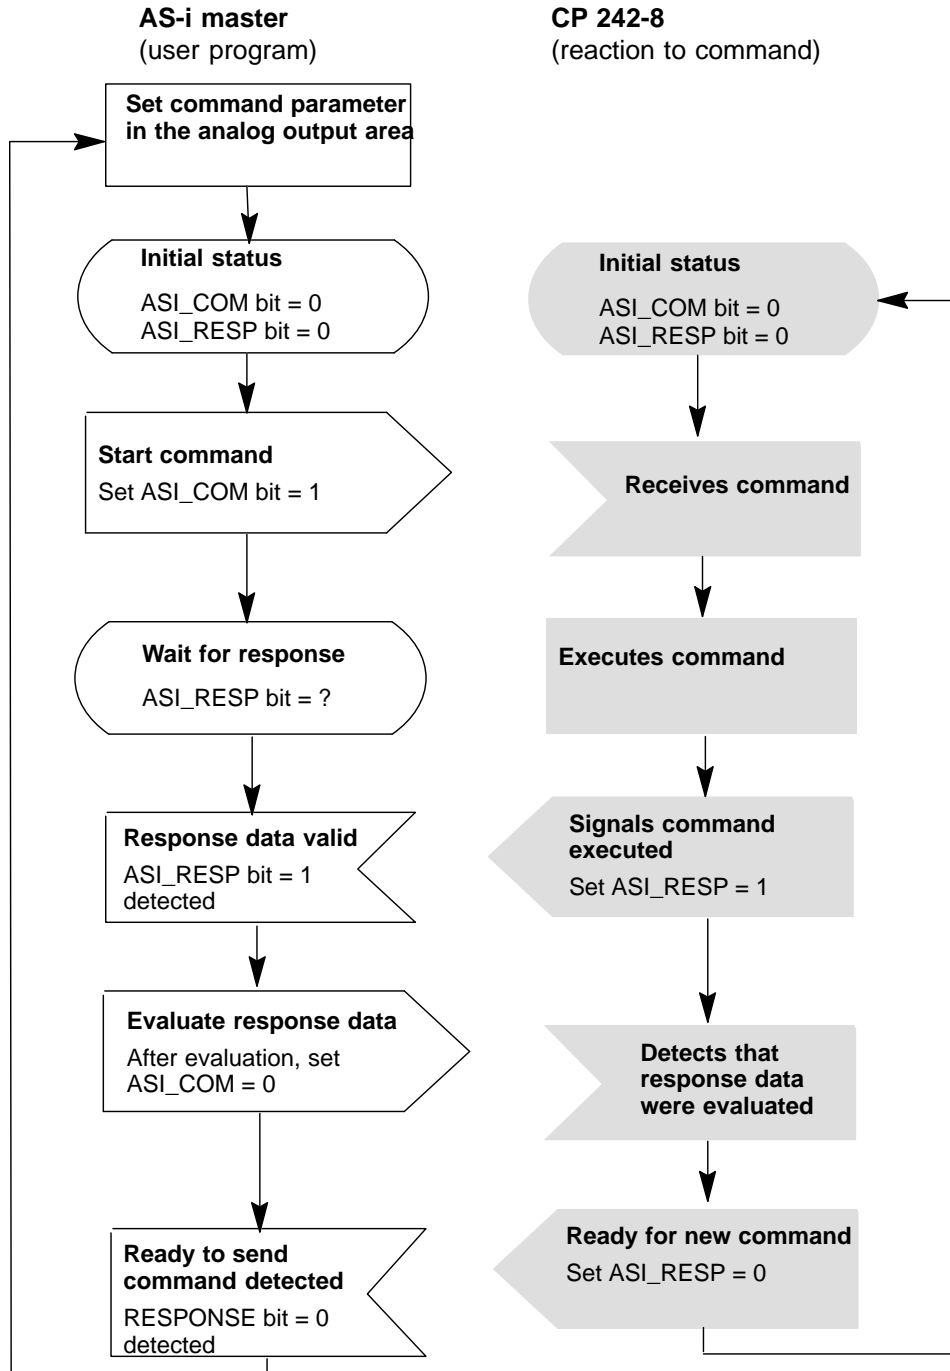 AS-i master
(user program)
Set command parameter
in the analog output area
Initial status
ASI_COM bit = 0
ASI_RESP bit = 0
Start command
Set ASI_COM bit = 1
Wait for response
ASI_RESP bit = ?
Response data valid
ASI_RESP bit = 1
detected
Evaluate response data
After evaluation, set
ASI_COM = 0
Ready to send
command detected
RESPONSE bit = 0
detected
CP 242-8
(reaction to command)
Initial status
ASI_COM bit = 0
ASI_RESP bit = 0
Receives command
Executes command
Signals command
executed
Set ASI_RESP = 1
Detects that
response data
were evaluated
Ready for new command
Set ASI_RESP = 0